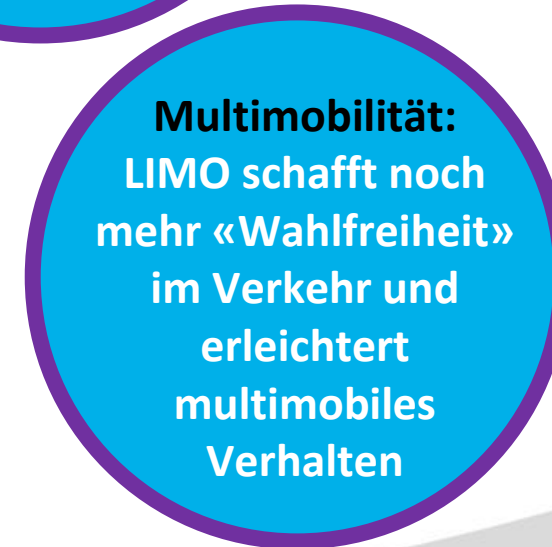 Multimobilität:
LIMO schafft noch
mehr «Wahlfreiheit»
im Verkehr und
erleichtert
multimobiles
Verhalten